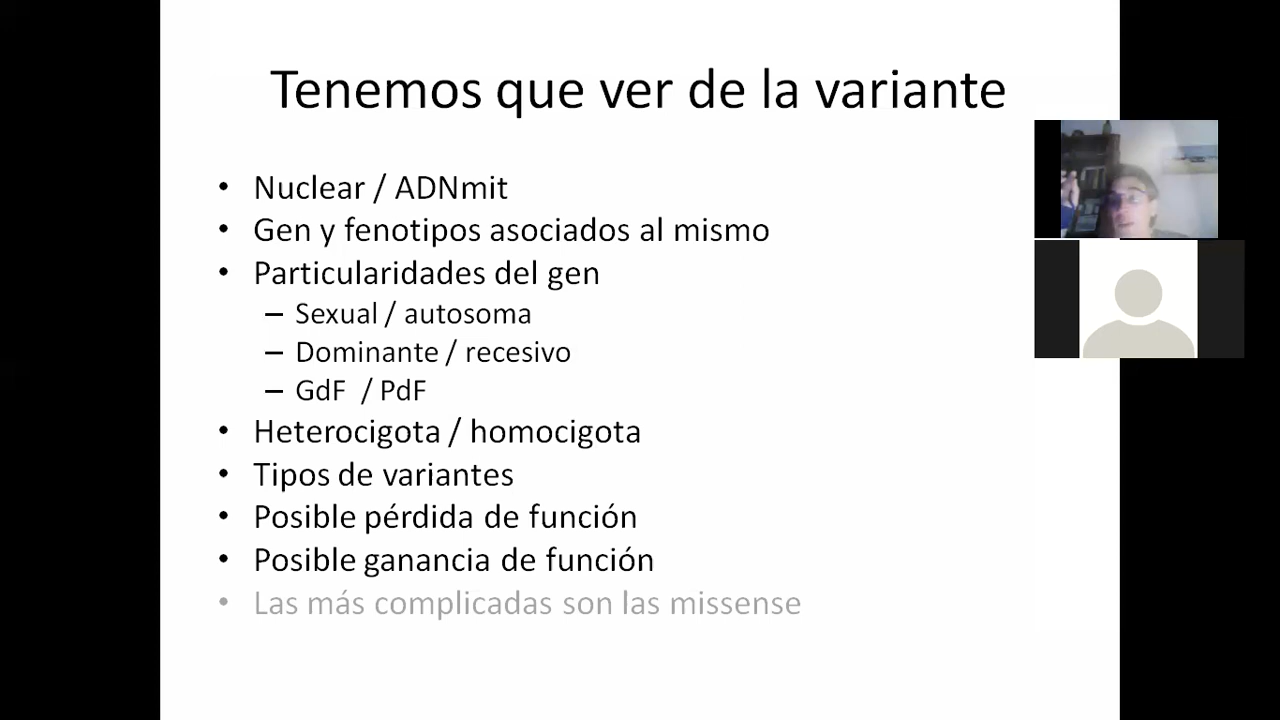 Tenemos que ver de la variante
• Nuclear / ADNmit
• Gen y fenotipos asociados al mismo
• Particularidades del gen
– Sexual / autosoma
– Dominante / recesivo
– GdF / PdF
• Heterocigota / homocigota
• Tipos de variantes
• Posible pérdida de función
• Posible ganancia de función
• Las más complicadas son las missense